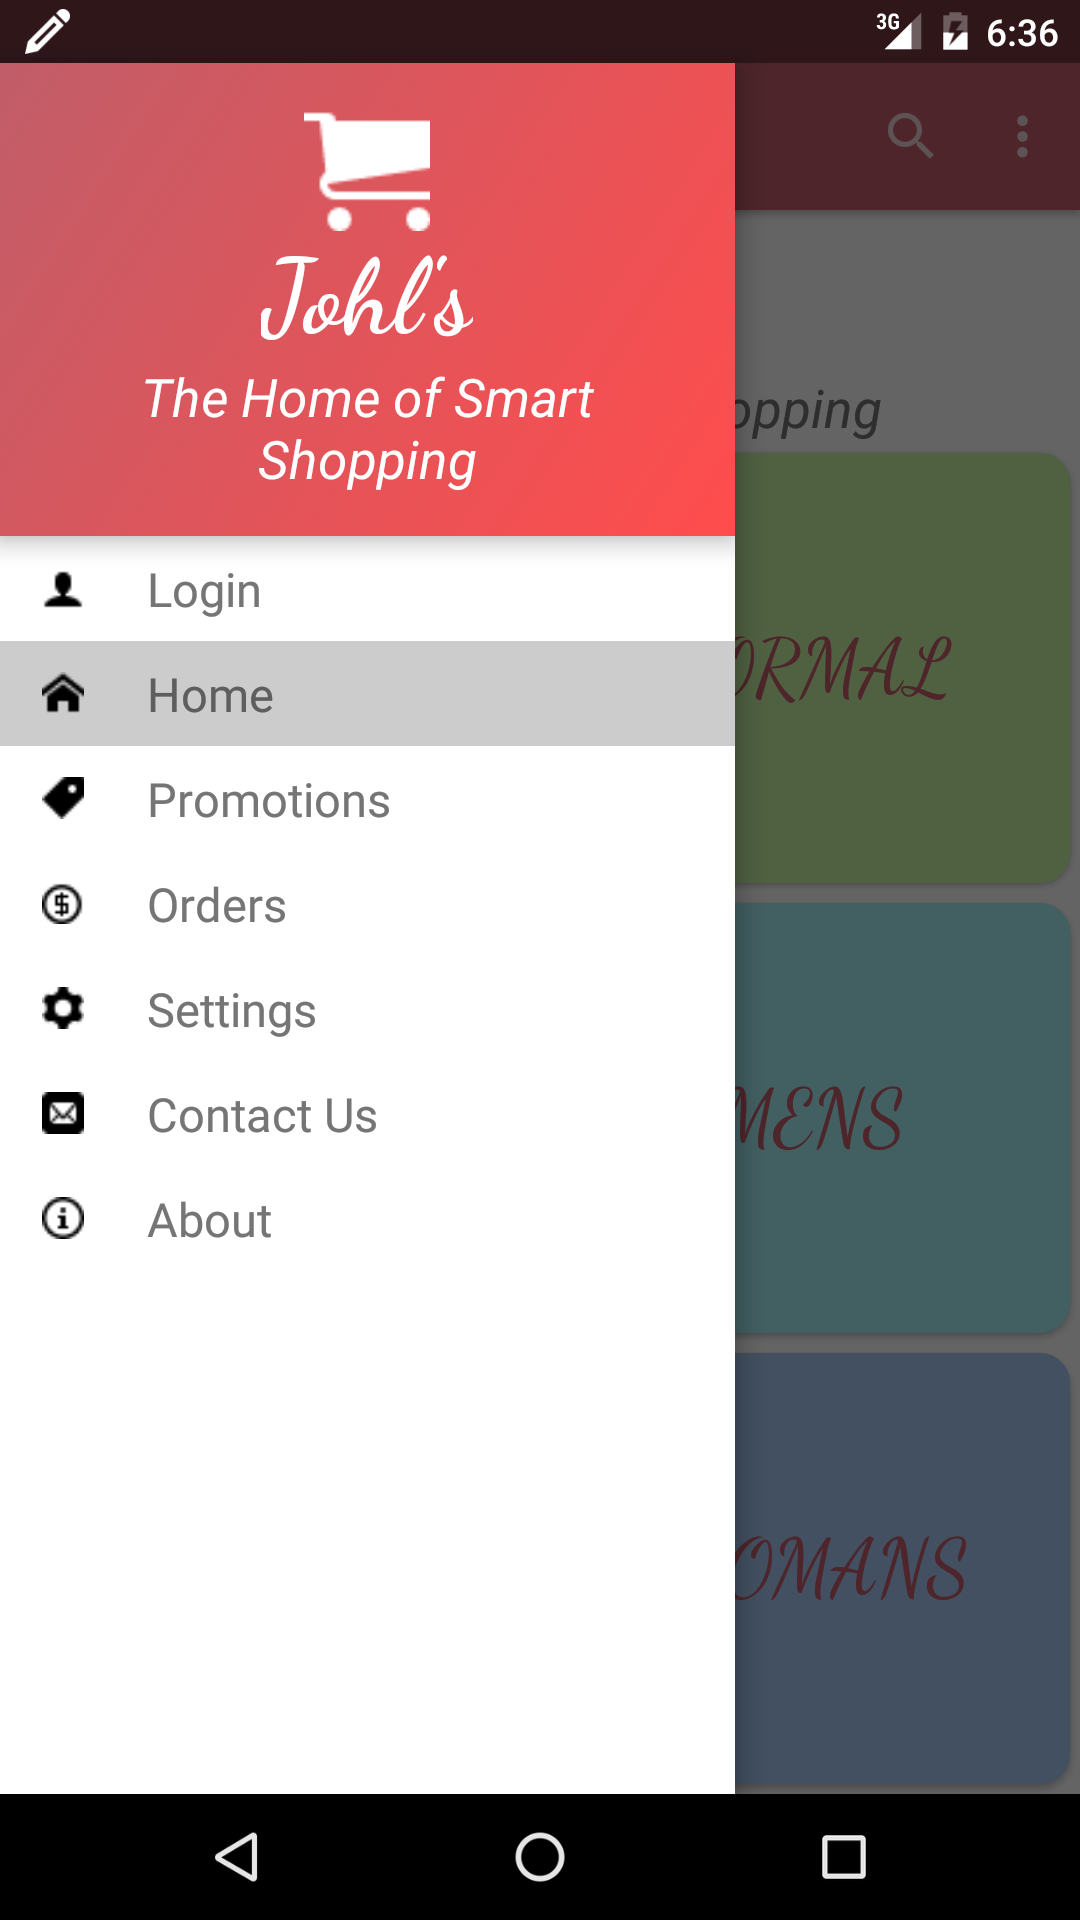 3G 6:36
Johl's
The Home of Smart
Shopping
opping
Login
Home
Promotions
Orders
Settings
Contact Us
About
ORMAL
MENS
OMANS